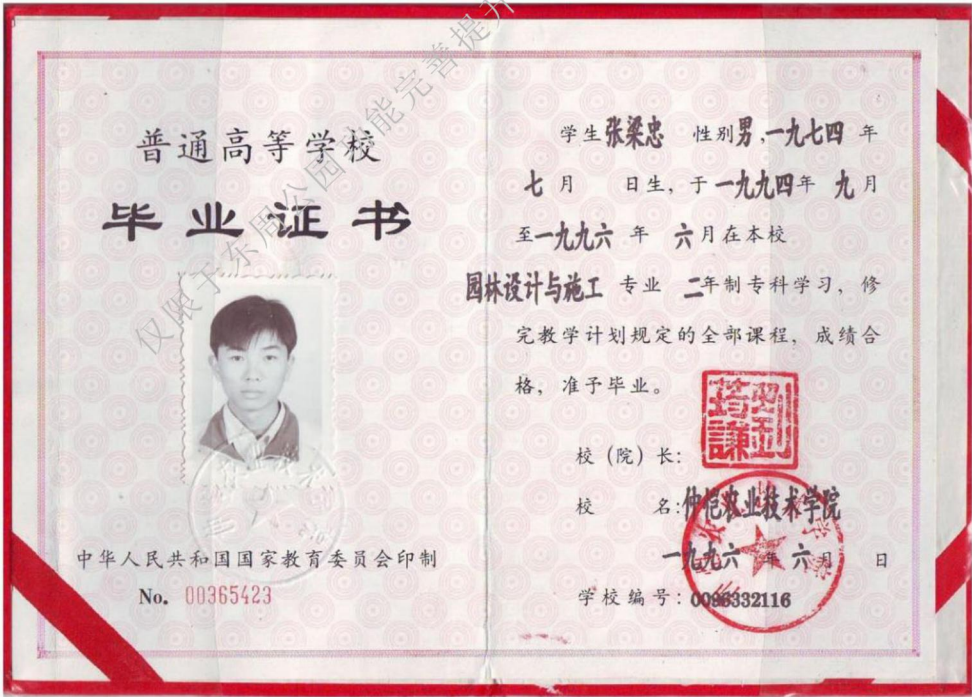 普通高等学校
毕业证书
中华人民共和国国家教育委员会印制
No. 00365423
学生张梁忠 性别男,一九七四年
七月 日生,于一九九四年 九月
至一九九六 年 六月在本校
园林设计与施工 专业 二年制专科学习,修
完教学计划规定的全部课程,成绩合
格,准予毕业。
校(院)长:
校 名:仲恺农业技术学院
一九九六 年 六月 日
学校编号:0096332116
仅限于东周公园功能完善提升